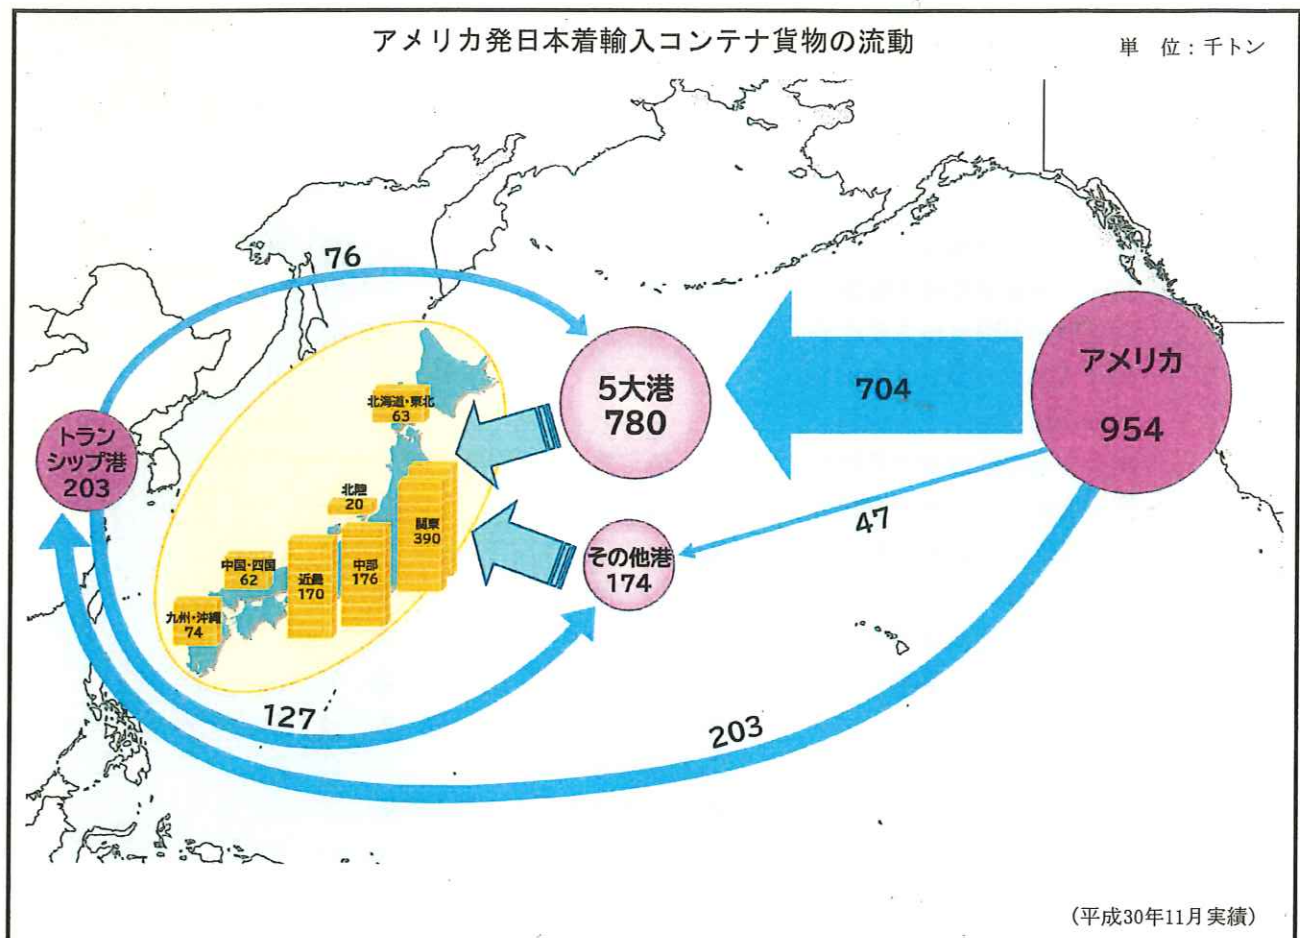 アメリカ発日本着輸入コンテナ貨物の流動
単 位：千トン
76
5大港
780
704
アメリカ
954
北海道・東北
63
トラン
シップ港
203
北陸
20
関東
390
47
その他港
174
中国・四国
62
近畿
170
中部
176
九州・沖縄
74
127
203
(平成30年11月実績)